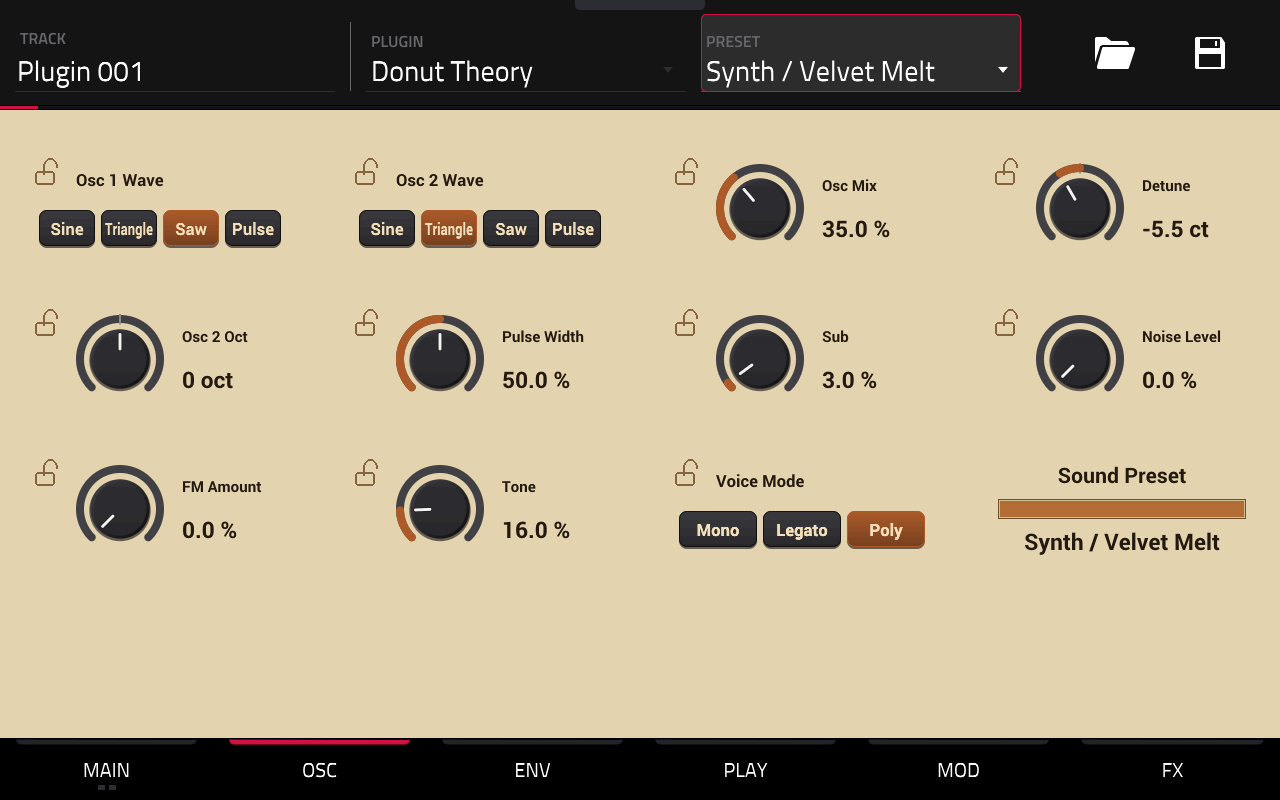 TRACK
Plugin 001
PLUGIN
Donut Theory
PRESET
Synth / Velvet Melt
Osc 1 Wave
Sine Triangle Saw Pulse
Osc 2 Wave
Sine Triangle Saw Pulse
Osc Mix
35.0 %
Detune
-5.5 ct
Osc 2 Oct
0 oct
Pulse Width
50.0 %
Sub
3.0 %
Noise Level
0.0 %
FM Amount
0.0 %
Tone
16.0 %
Voice Mode
Mono Legato Poly
Sound Preset
Synth / Velvet Melt
MAIN OSC ENV PLAY MOD FX